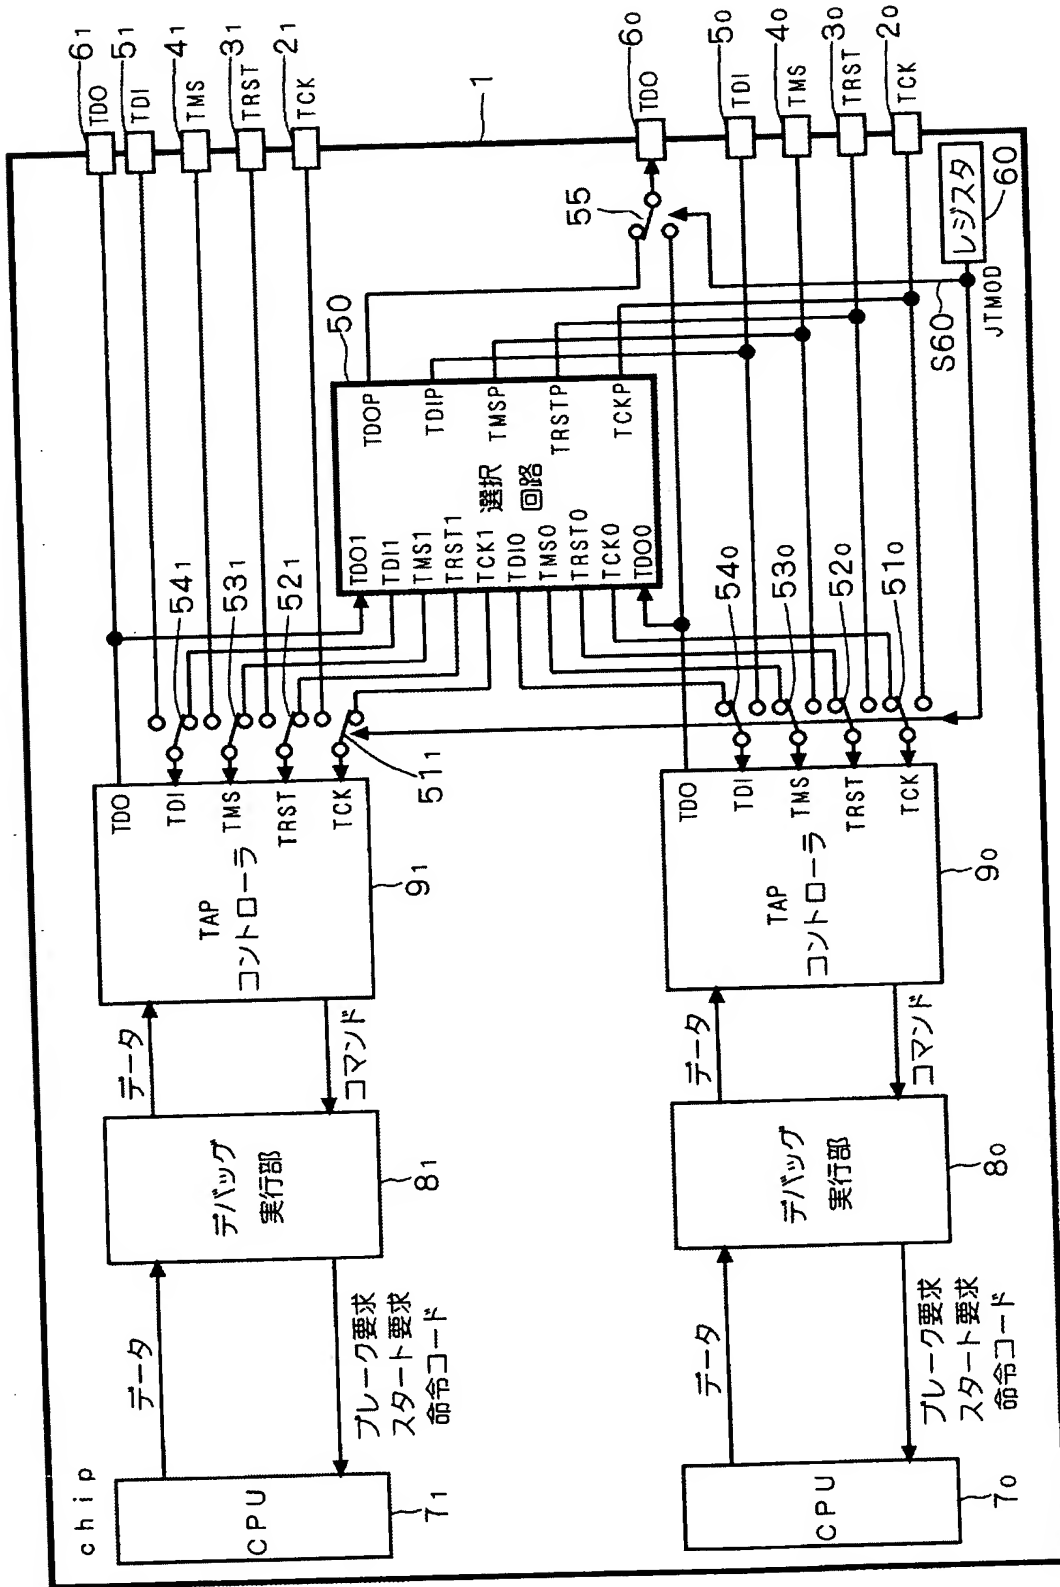 chip
CPU
7₁
データ
ブレーク要求
スタート要求
命令コード
デバッグ
実行部
8₁
データ
コマンド
TAP
コントローラ
9₁
TDO
TDI
TMS
TRST
TCK
54₁
53₁
52₁
51₁
TDO
6₁
TDI
5₁
TMS
4₁
TRST
3₁
TCK
2₁
1
50
TDO1
TDI1
TMS1
TRST1
TCK1
TDI0
TMS0
TRST0
TCK0
TDO0
選択
回路
TDOP
TDIP
TMSP
TRSTP
TCKP
55
CPU
7₀
データ
ブレーク要求
スタート要求
命令コード
デバッグ
実行部
8₀
データ
コマンド
TAP
コントローラ
9₀
TDO
TDI
TMS
TRST
TCK
54₀
53₀
52₀
51₀
TDO
6₀
TDI
5₀
TMS
4₀
TRST
3₀
TCK
2₀
S60
JTMOD
レジスタ
60